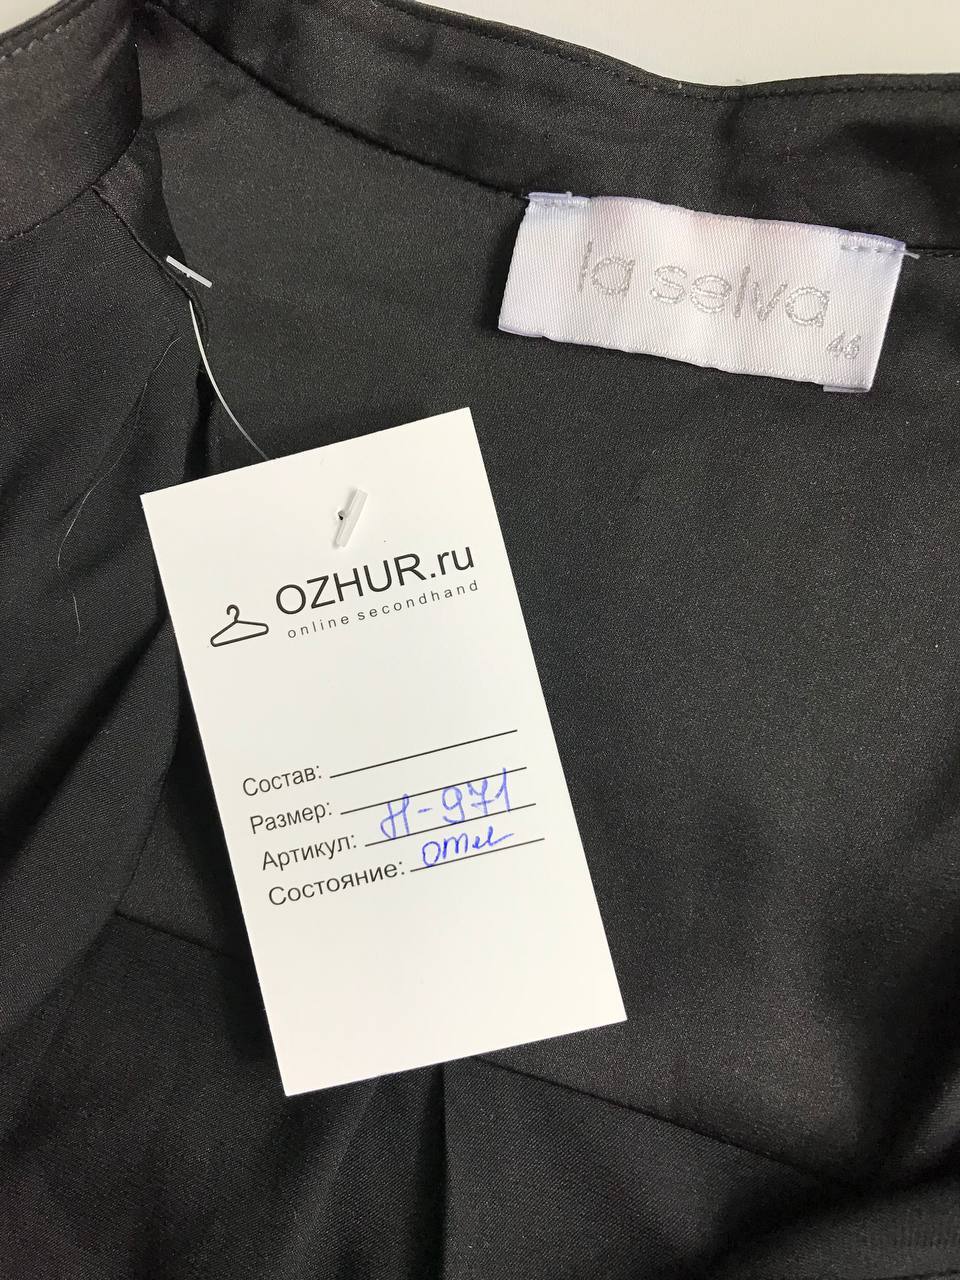 la selva
46
OZHUR.ru
online secondhand
Состав:
Размер:
Артикул: H-971
Состояние: отл